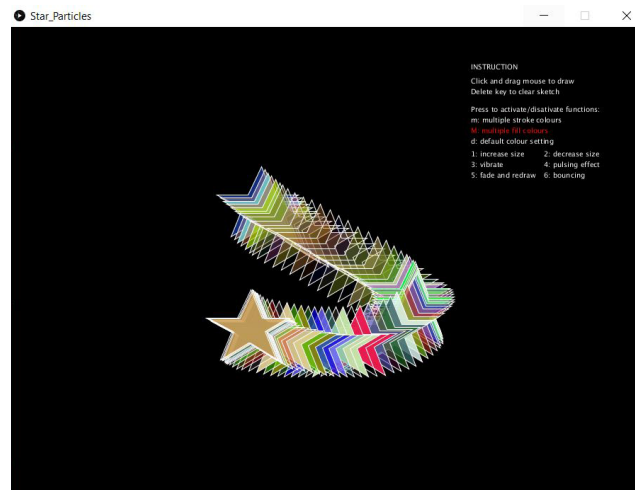 Star_Particles
INSTRUCTION
Click and drag mouse to draw
Delete key to clear sketch
Press to activate/disativate functions:
m: multiple stroke colours
M: multiple fill colours
d: default colour setting
1: increase size 2: decrease size
3: vibrate 4: pulsing effect
5: fade and redraw 6: bouncing